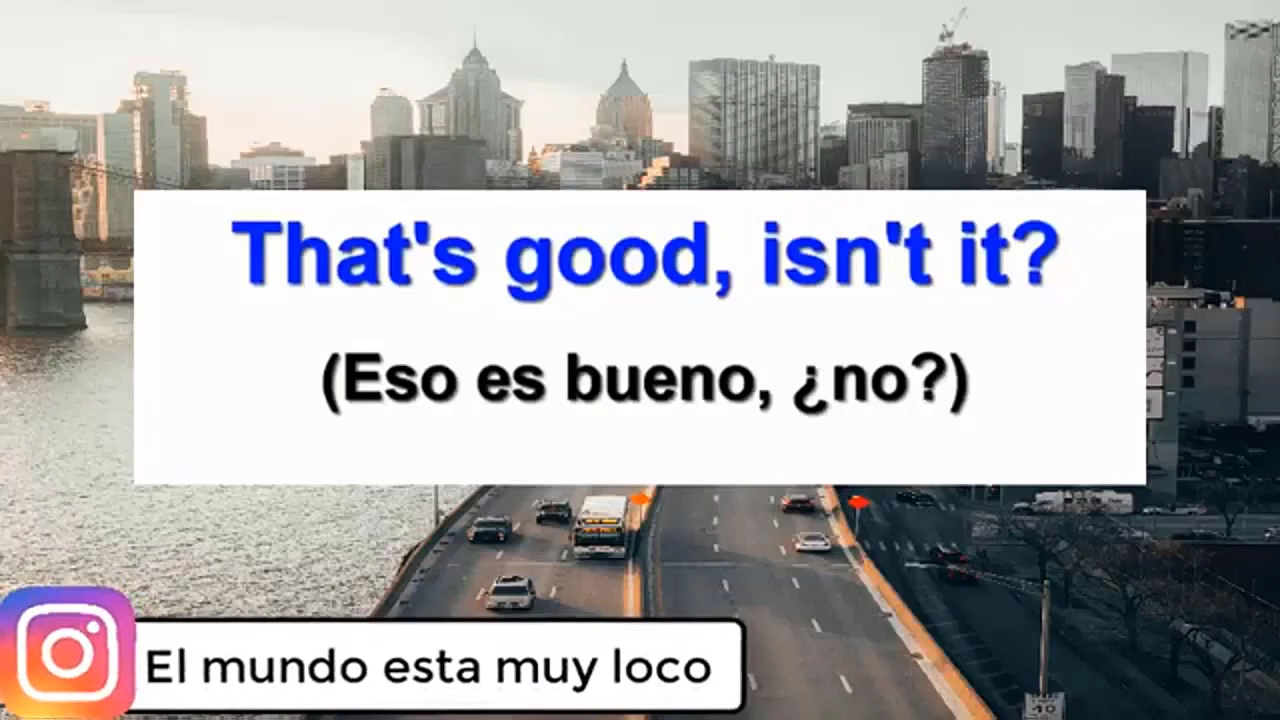 That's good, isn't it?
(Eso es bueno, ¿no?)
El mundo esta muy loco